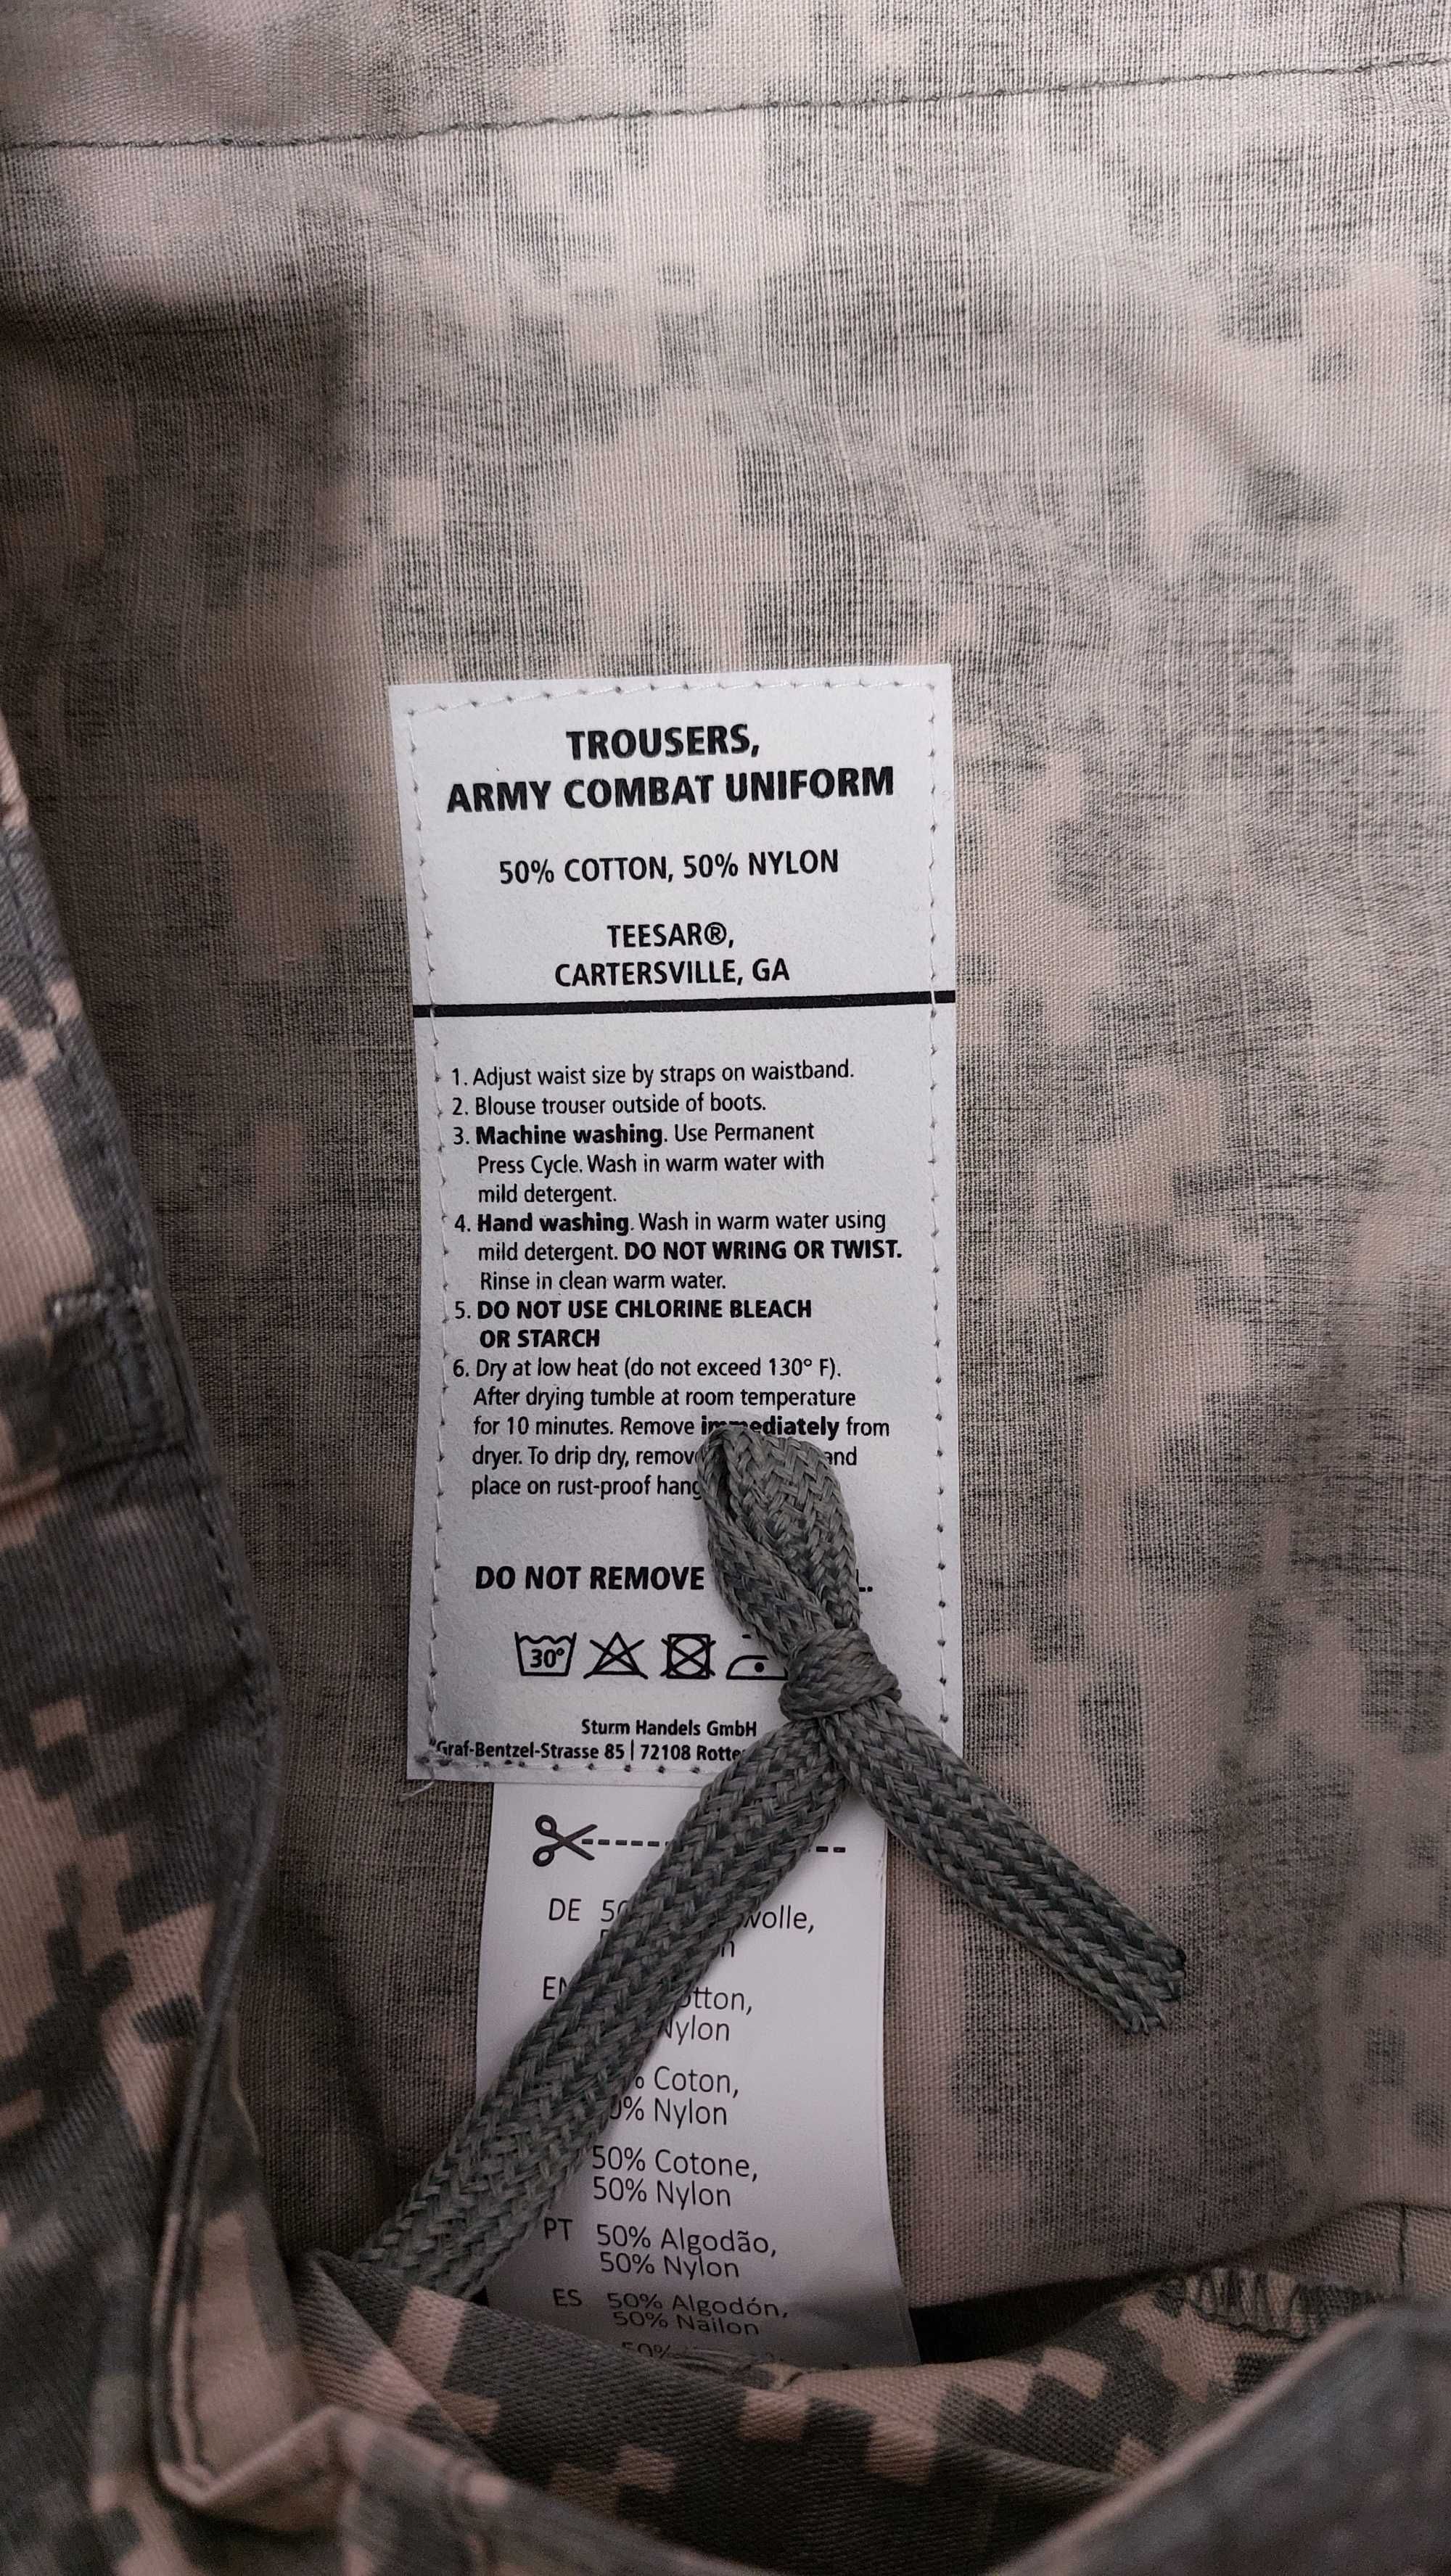 TROUSERS,
ARMY COMBAT UNIFORM
50% COTTON, 50% NYLON
TEESAR®,
CARTERSVILLE, GA
1. Adjust waist size by straps on waistband.
2. Blouse trouser outside of boots.
3. Machine washing. Use Permanent
Press Cycle. Wash in warm water with
mild detergent.
4. Hand washing. Wash in warm water using
mild detergent. DO NOT WRING OR TWIST.
Rinse in clean warm water.
5. DO NOT USE CHLORINE BLEACH
OR STARCH
6. Dry at low heat (do not exceed 130° F).
After drying tumble at room temperature
for 10 minutes. Remove immediately from
dryer. To drip dry, and
place on rust-proof
DO NOT REMOVE
30°
Sturm Handels GmbH
Graf-Bentzel-Strasse 85 | 72108
DE
Nylon
Coton,
Nylon
50% Cotone,
50% Nylon
PT 50% Algodão,
50% Nylon
ES 50% Algodón,
50% Nailon
50%